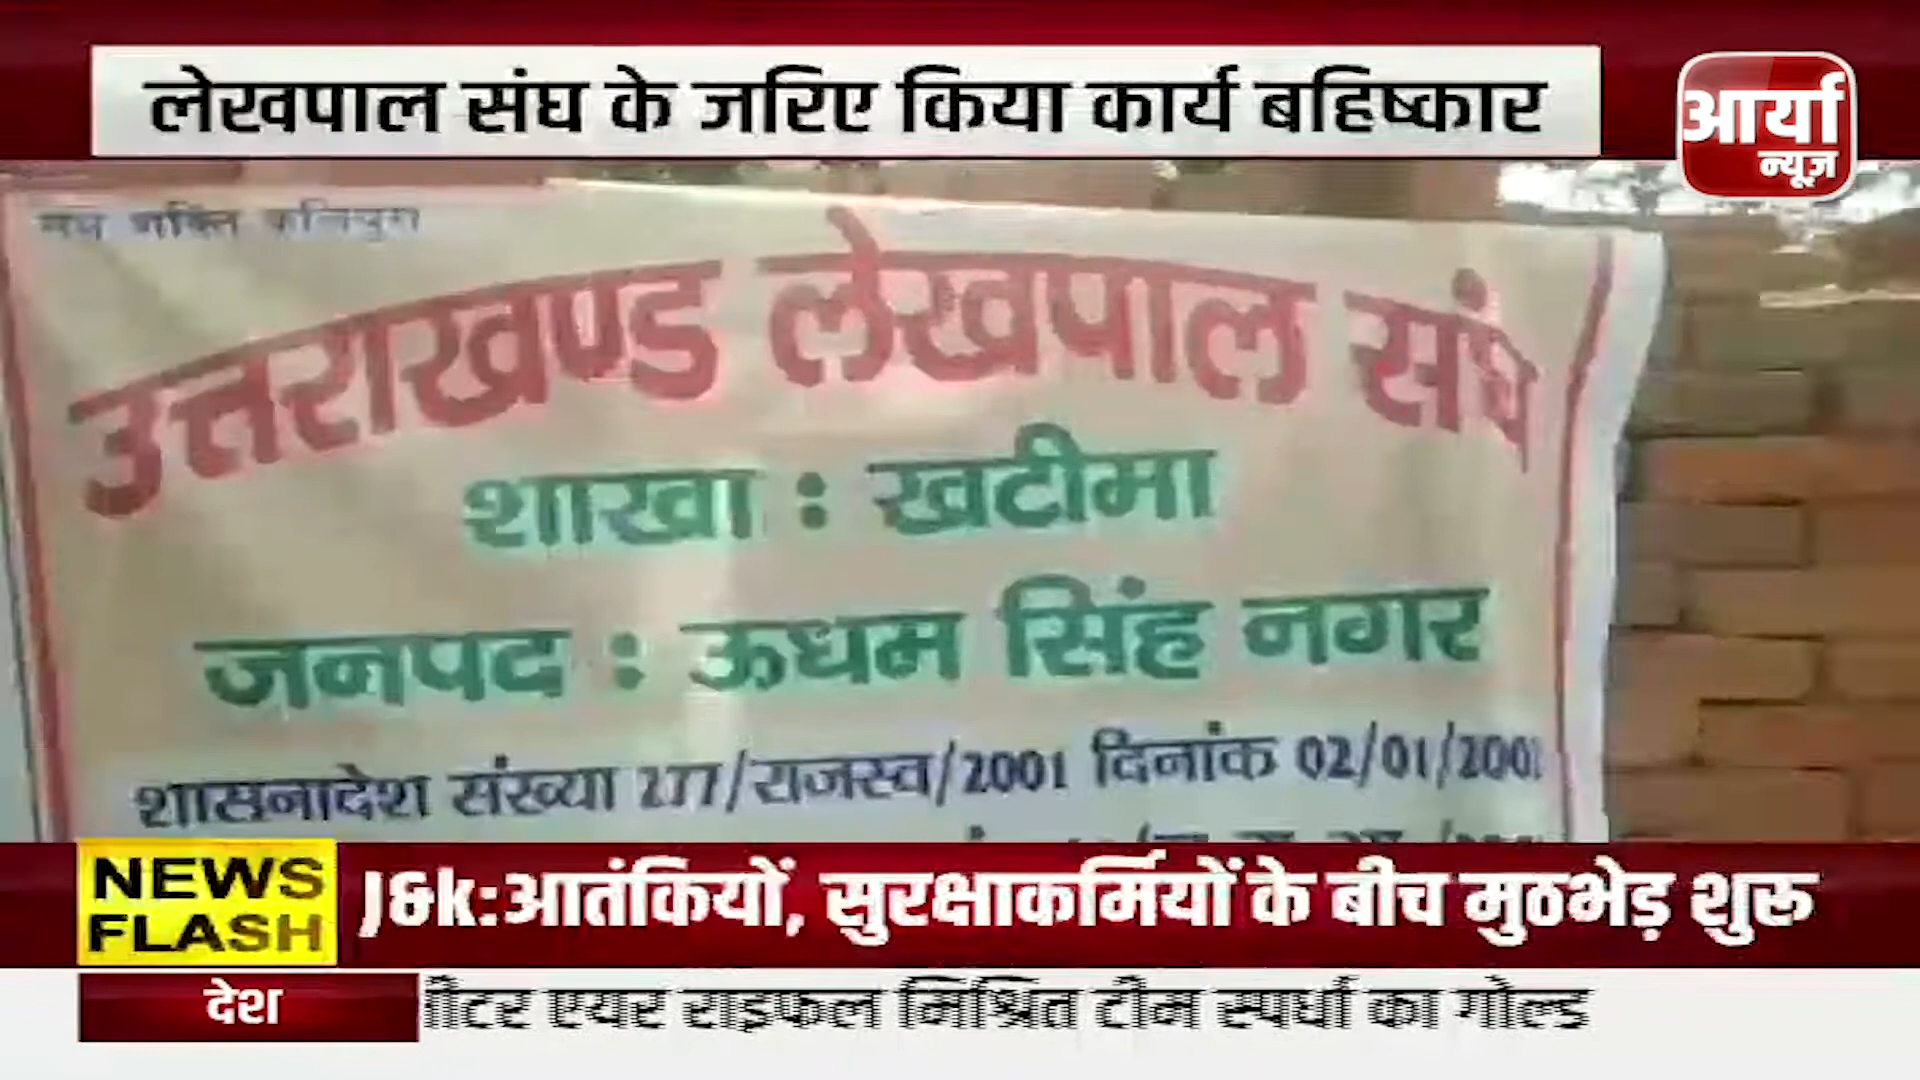 लेखपाल संघ के जरिए किया कार्य बहिष्कार
आर्या
न्यूज़
उत्तराखण्ड लेखपाल संघ
शाखा : खटीमा
जनपद : ऊधम सिंह नगर
शासनादेश संख्या 277/राजस्व/2001 दिनांक 02/01/2001
NEWS
FLASH
J&k:आतंकियों, सुरक्षाकर्मियों के बीच मुठभेड़ शुरू
देश
एयर राइफल मिश्रित टीम स्पर्धा का गोल्ड